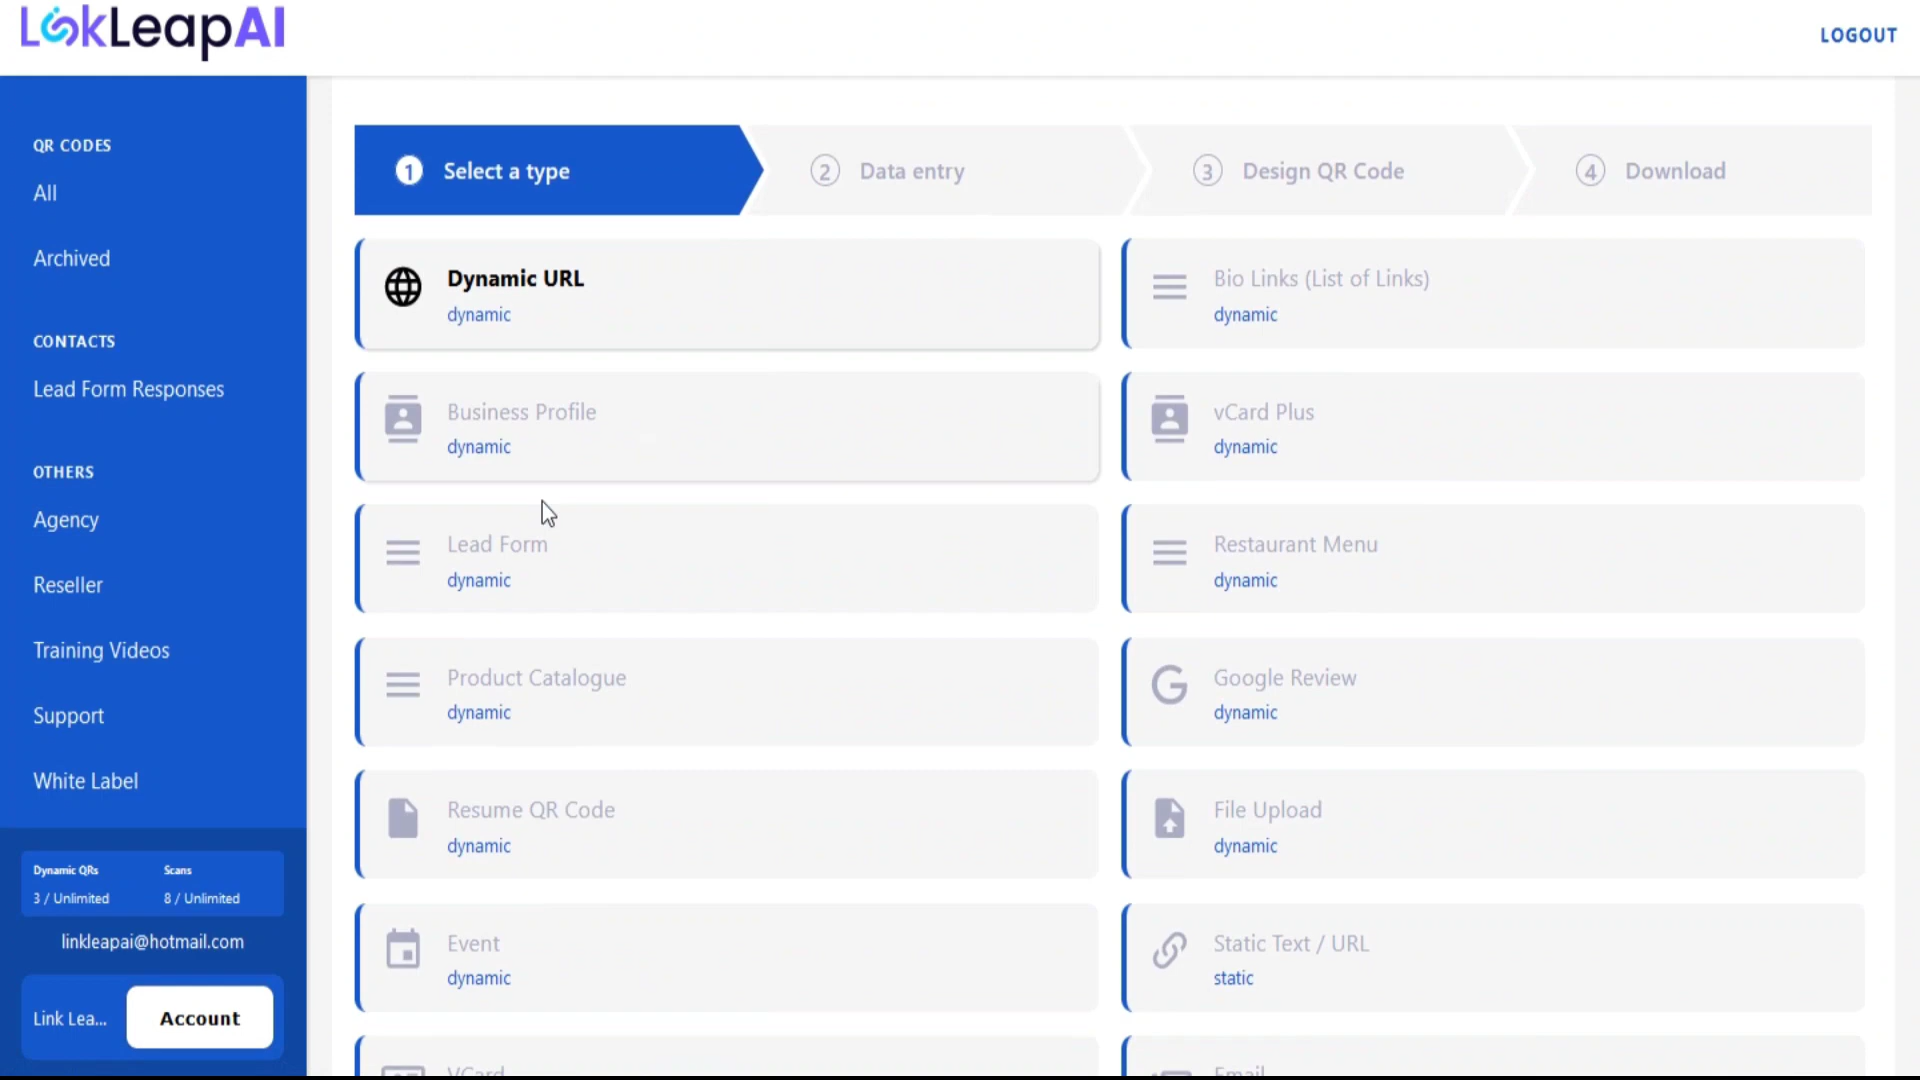 LinkLeapAI
LOGOUT
QR CODES
All
Archived
CONTACTS
Lead Form Responses
OTHERS
Agency
Reseller
Training Videos
Support
White Label
Dynamic QRs
Scans
3 / Unlimited
8 / Unlimited
linkleapai@hotmail.com
Link Lea...
Account
1 Select a type
2 Data entry
3 Design QR Code
4 Download
Dynamic URL
dynamic
Bio Links (List of Links)
dynamic
Business Profile
dynamic
vCard Plus
dynamic
Lead Form
dynamic
Restaurant Menu
dynamic
Product Catalogue
dynamic
Google Review
dynamic
Resume QR Code
dynamic
File Upload
dynamic
Event
dynamic
Static Text / URL
static
VCard
Email